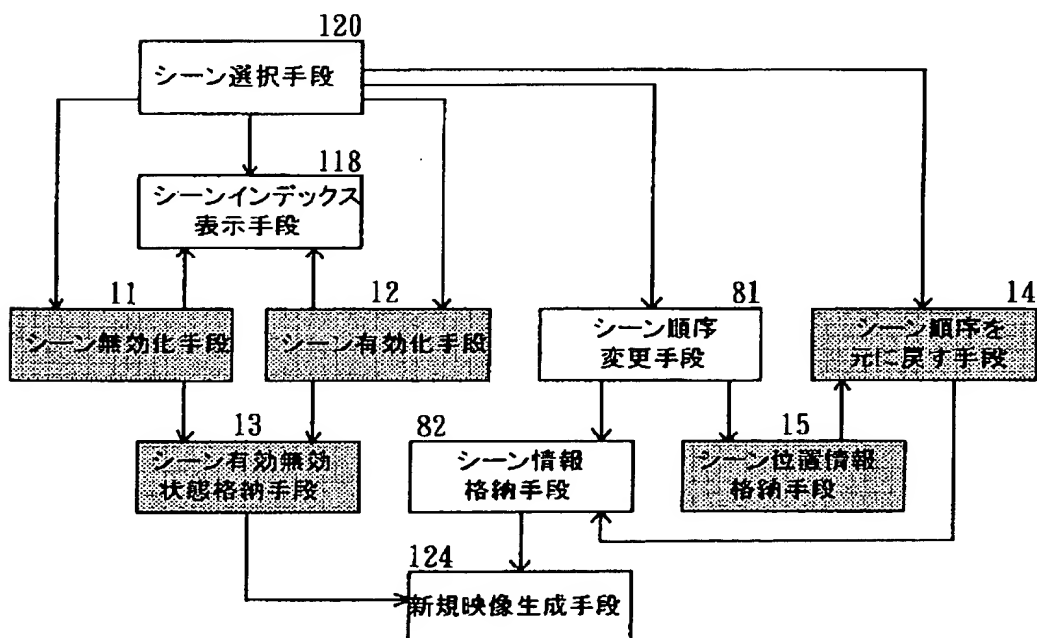 120
シーン選択手段
118
シーンインデックス
表示手段
11
シーン無効化手段
12
シーン有効化手段
81
シーン順序
変更手段
14
シーン順序を
元に戻す手段
13
シーン有効無効
状態格納手段
82
シーン情報
格納手段
15
シーン位置情報
格納手段
124
新規映像生成手段